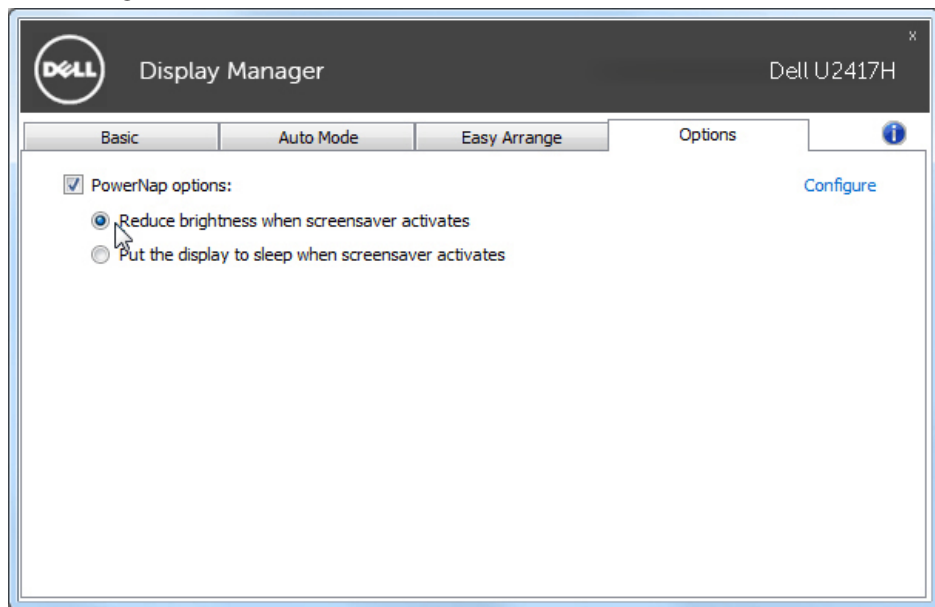 x
DELL Display Manager Dell U2417H
Basic Auto Mode Easy Arrange Options i
PowerNap options: Configure
Reduce brightness when screensaver activates
Put the display to sleep when screensaver activates